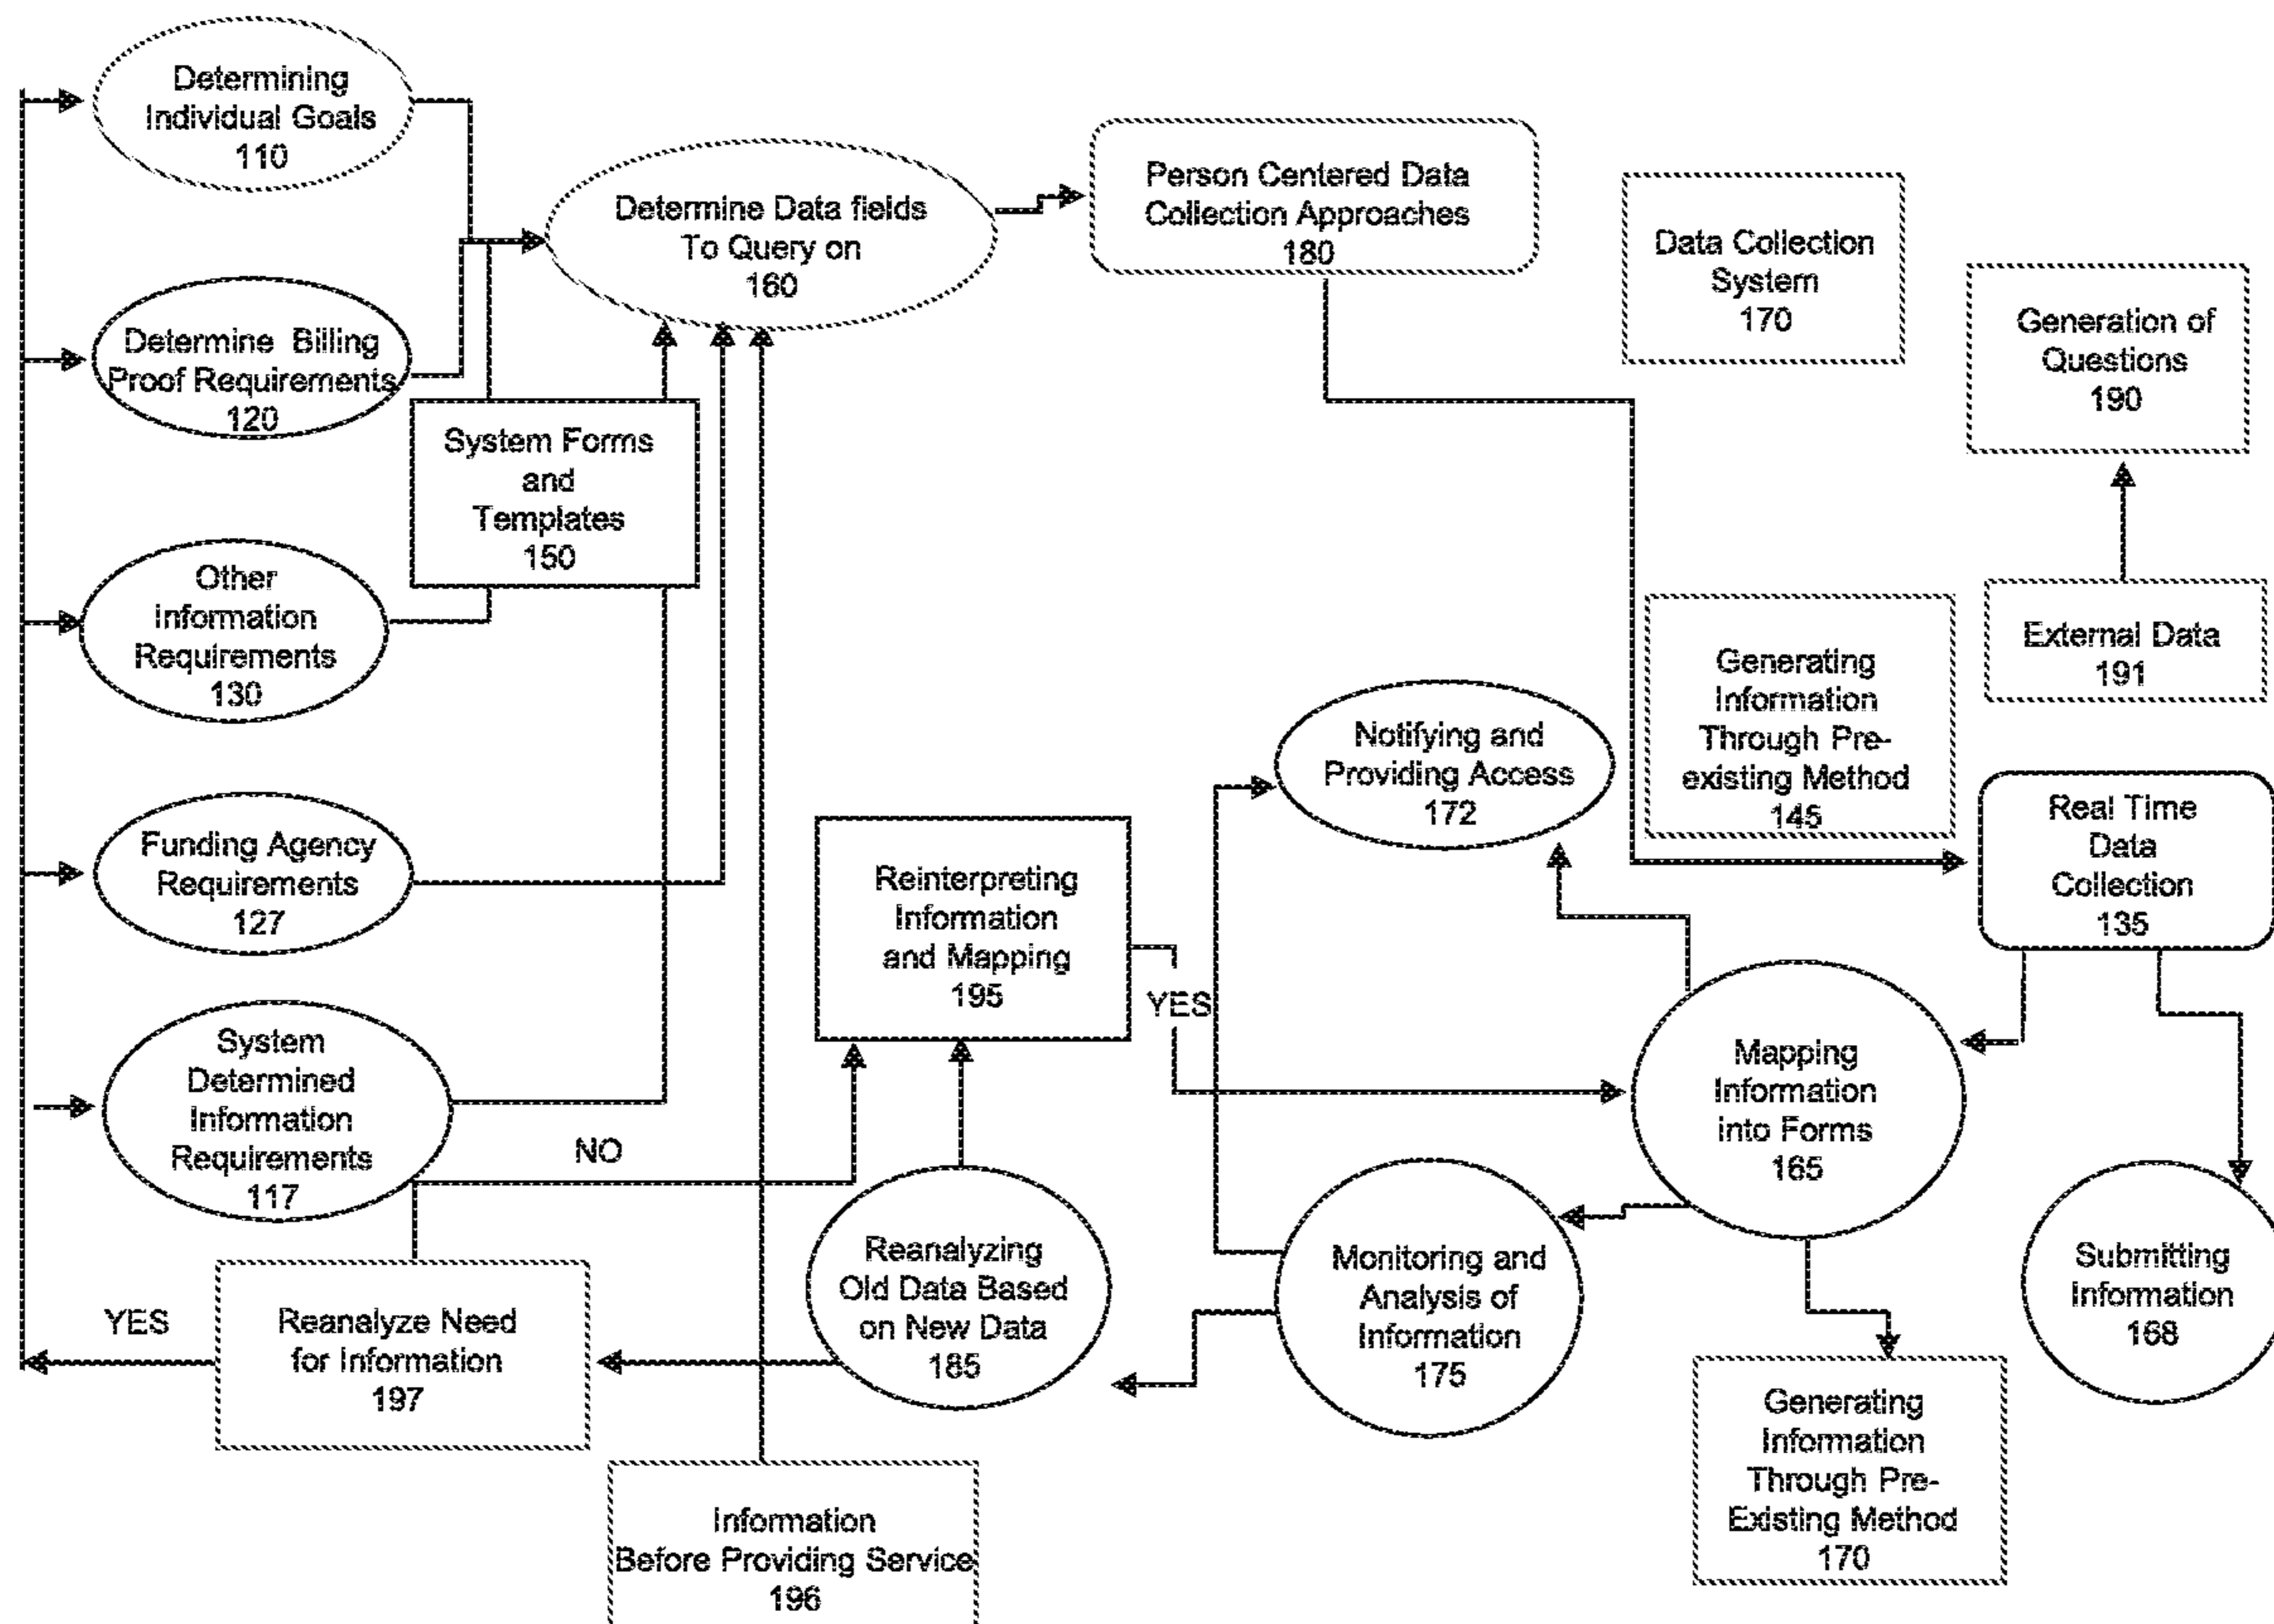 Determining
Individual Goals
110
Determine Billing
Proof Requirements
120
Other
Information
Requirements
130
Funding Agency
Requirements
127
System
Determined
Information
Requirements
117
System Forms
and
Templates
150
Determine Data fields
To Query on
160
Person Centered Data
Collection Approaches
180
Data Collection
System
170
Generation of
Questions
190
External Data
191
Generating
Information
Through Pre-
existing Method
145
Real Time
Data
Collection
135
Notifying and
Providing Access
172
Reinterpreting
Information
and Mapping
195
YES
Mapping
Information
into Forms
165
Submitting
Information
168
Monitoring and
Analysis of
Information
175
Reanalyzing
Old Data Based
on New Data
185
NO
YES
Reanalyze Need
for Information
197
Information
Before Providing Service
196
Generating
Information
Through Pre-
Existing Method
170